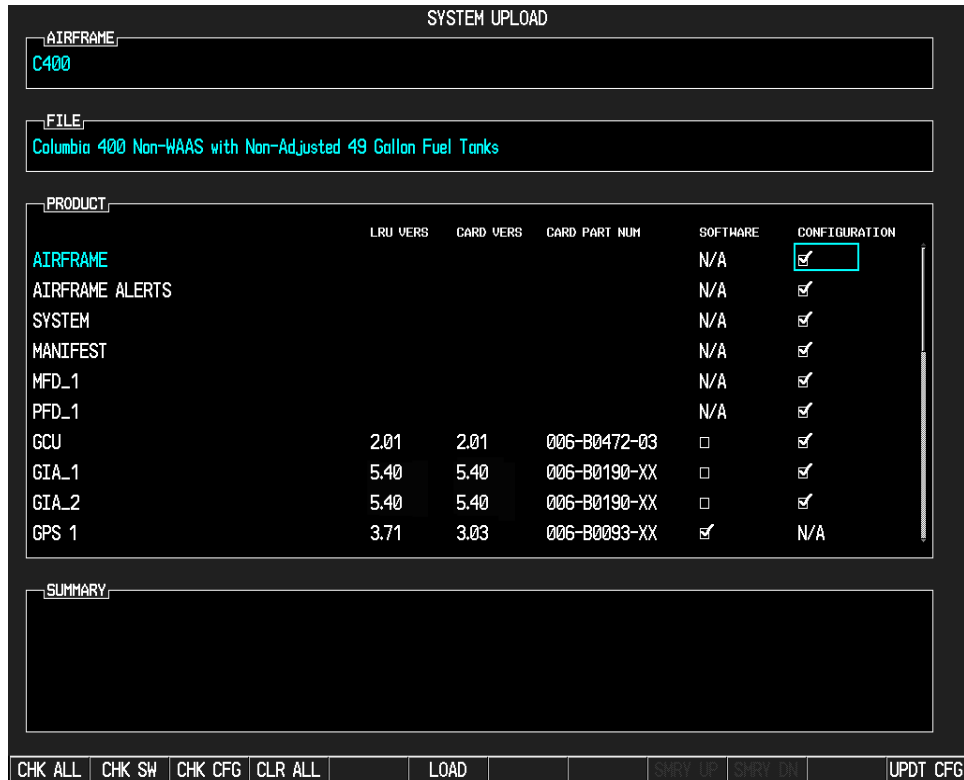 SYSTEM UPLOAD
AIRFRAME
C400
FILE
Columbia 400 Non-WAAS with Non-Adjusted 49 Gallon Fuel Tanks
PRODUCT
LRU VERS CARD VERS CARD PART NUM SOFTWARE CONFIGURATION
AIRFRAME N/A
AIRFRAME ALERTS N/A
SYSTEM N/A
MANIFEST N/A
MFD_1 N/A
PFD_1 N/A
GCU 2.01 2.01 006-B0472-03
GIA_1 5.40 5.40 006-B0190-XX
GIA_2 5.40 5.40 006-B0190-XX
GPS 1 3.71 3.03 006-B0093-XX N/A
SUMMARY
CHK ALL CHK SW CHK CFG CLR ALL LOAD SMRY UP SMRY DN UPDT CFG